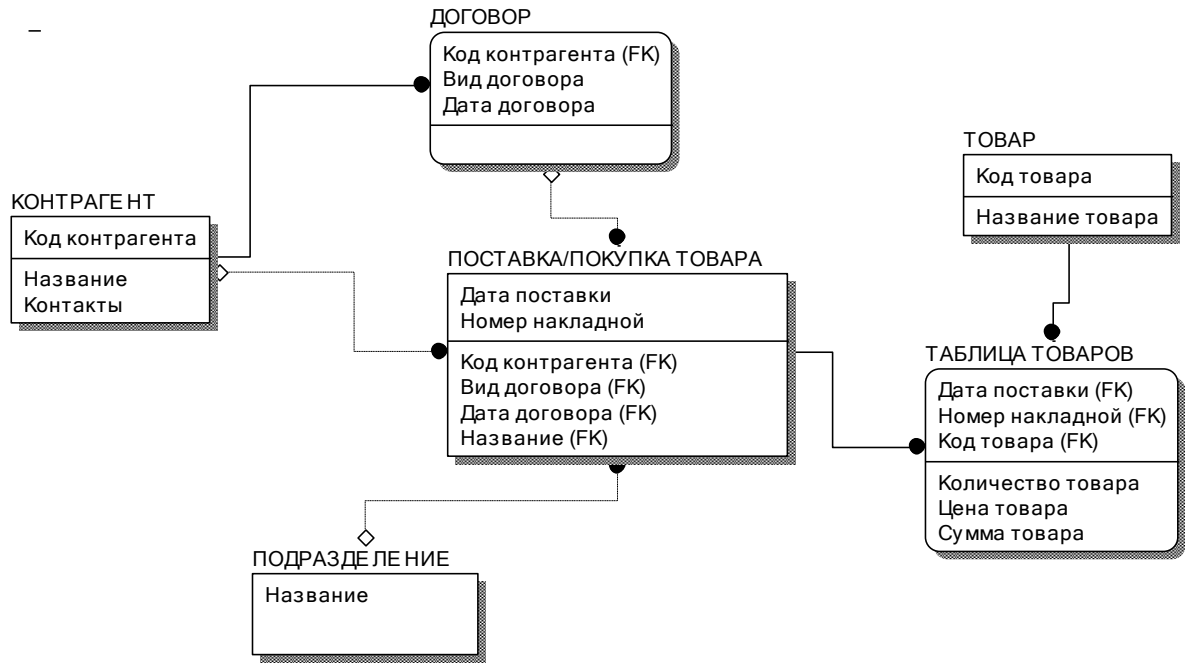 ДОГОВОР
Код контрагента (FK)
Вид договора
Дата договора
ТОВАР
Код товара
Название товара
КОНТРАГЕНТ
Код контрагента
Название
Контакты
ПОСТАВКА/ПОКУПКА ТОВАРА
Дата поставки
Номер накладной
Код контрагента (FK)
Вид договора (FK)
Дата договора (FK)
Название (FK)
ТАБЛИЦА ТОВАРОВ
Дата поставки (FK)
Номер накладной (FK)
Код товара (FK)
Количество товара
Цена товара
Сумма товара
ПОДРАЗДЕЛЕНИЕ
Название